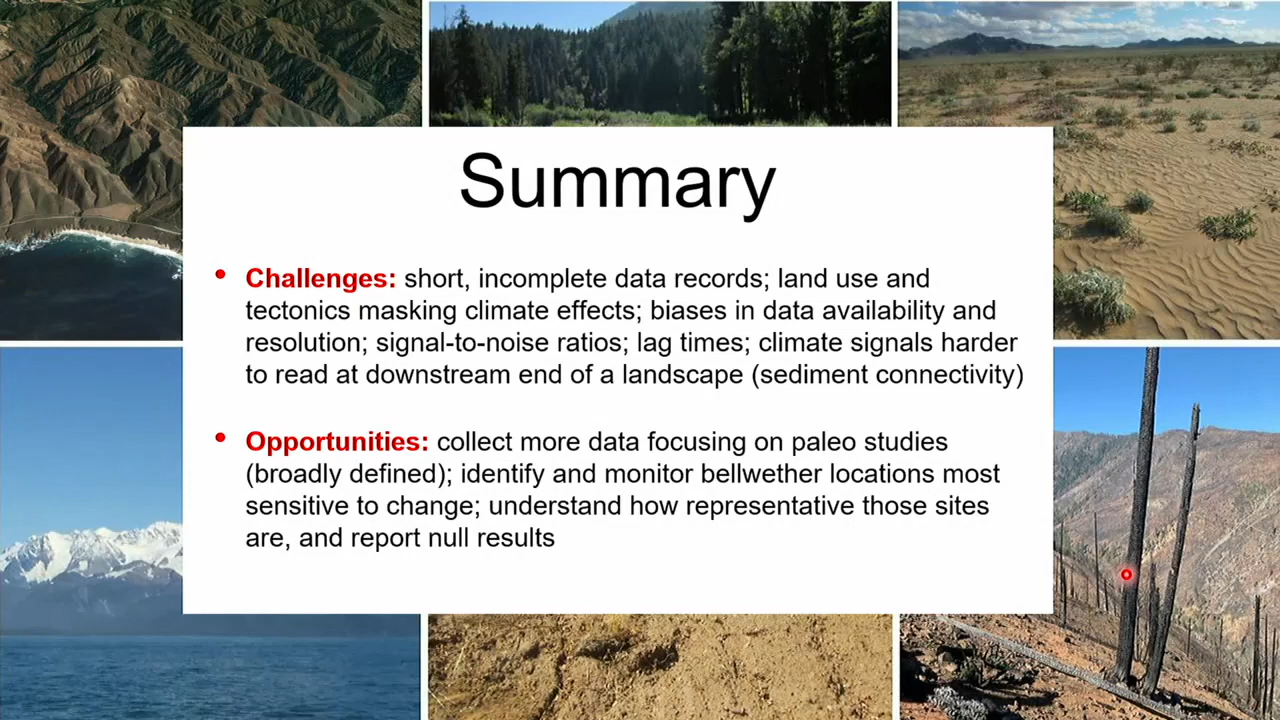 Summary
• Challenges: short, incomplete data records; land use and
tectonics masking climate effects; biases in data availability and
resolution; signal-to-noise ratios; lag times; climate signals harder
to read at downstream end of a landscape (sediment connectivity)
• Opportunities: collect more data focusing on paleo studies
(broadly defined); identify and monitor bellwether locations most
sensitive to change; understand how representative those sites
are, and report null results